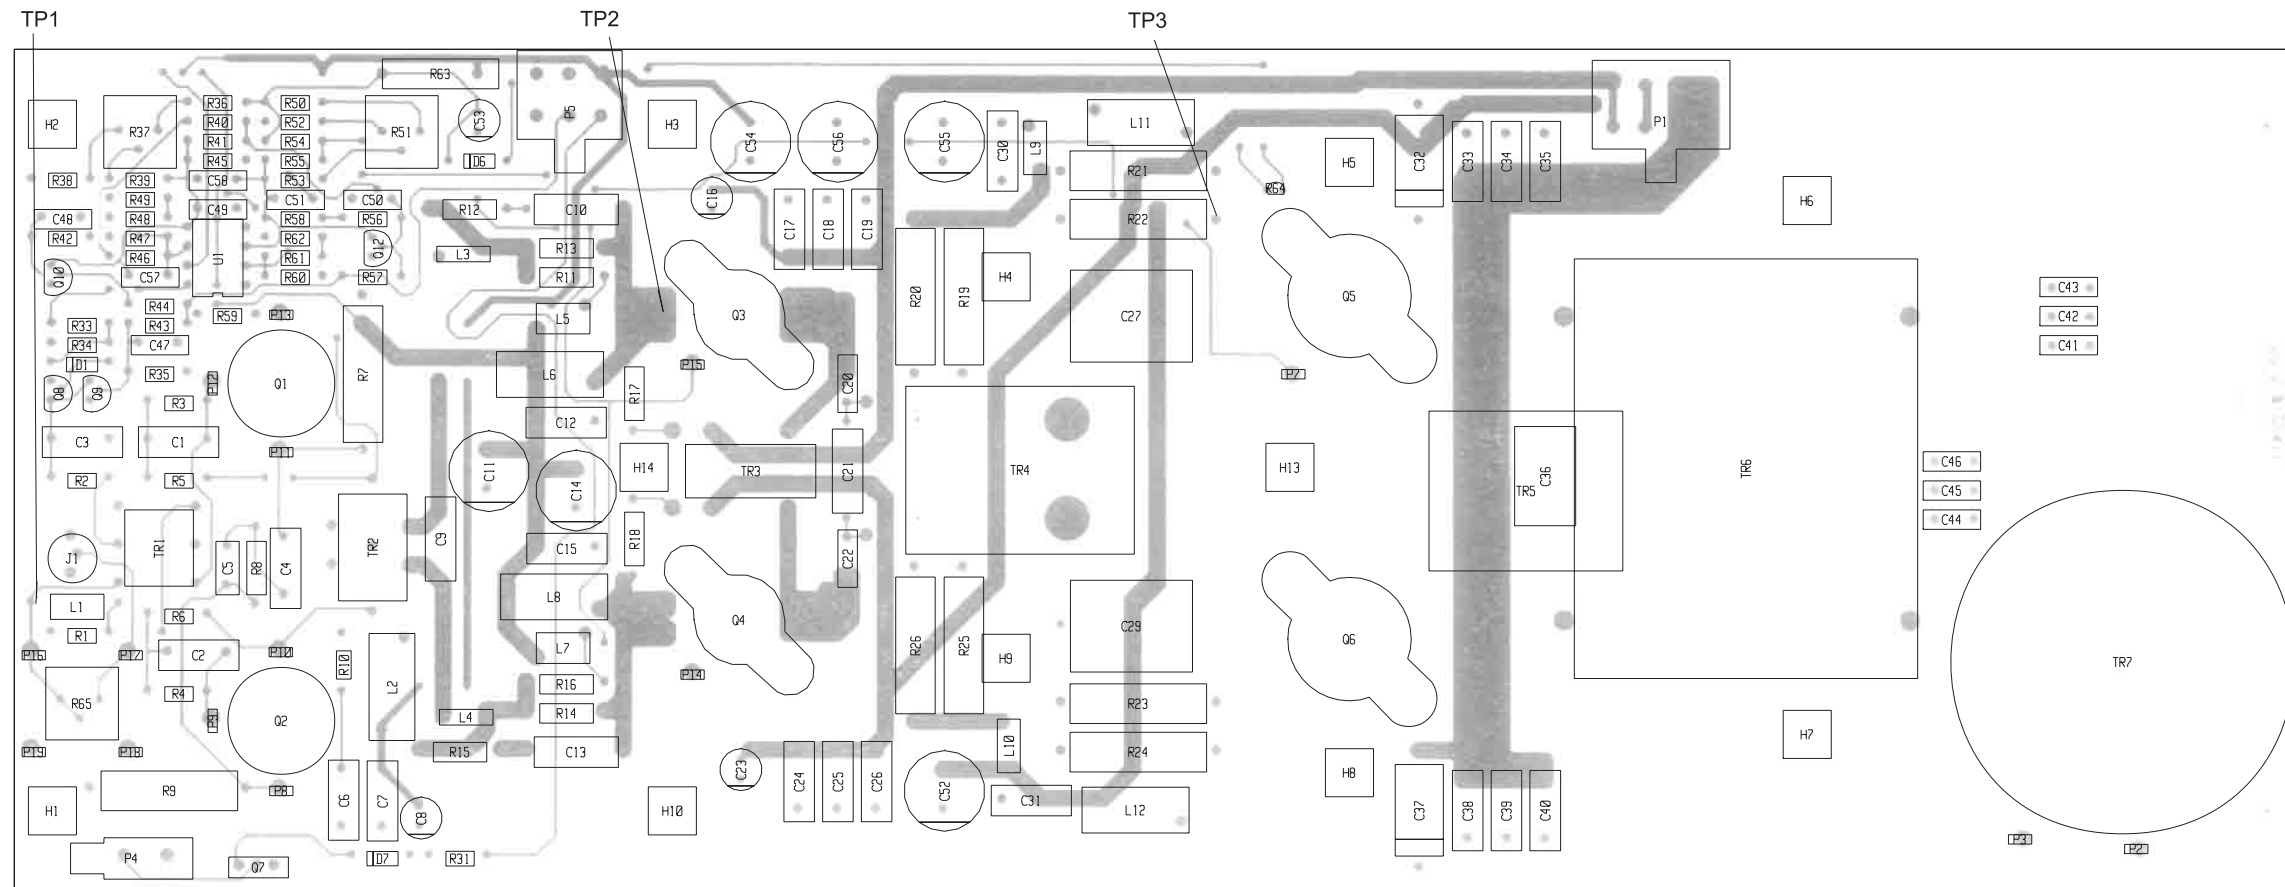 TP1 TP2 TP3
R63
P5
H2 R37 R36 R50 R51 C53 H3 C54 C56 C55 C30 L9 L11 H5 C32 C33 C34 C35 P1
R40 R52
R41 R54
R45 R55 D6
R38 R39 C58 R53 C16 R21 R64
R49 C49 C51 C50 R12 C10 C17 C18 C19 R22 H6
C48 R48 R58 R56
R42 R47 U1 R62 Q12 L3 R13
R46 R61
Q10 C57 R60 R57 R11 R20 R19 H4
R44 C43
R33 R43 R59 P13 L5 Q3 C27 Q5 C42
R34 C47 C41
D1 R35 P12 Q1 R7 L6 R17 P15 C20 P7
Q8 Q9 R3
C3 C1 P11 C12
R2 R5 C11 C14 H14 TR3 C21 TR4 H13 C36 TR5 TR6 C46
C45
C44
J1 TR1 C5 R8 C4 TR2 C9 C15 R18 C22
L1 R6 L8
R1 C2 P10 L7 Q4 R26 R25 C29 Q6
P16 P17 R10 H9 TR7
R65 R4 P9 Q2 L2 R16 P14
L4 R14 R23
P19 P18 R15 C13 L10 R24 H7
R9 P8 C6 C7 C23 C24 C25 C26 C52 H8
H1 C8 H10 C31 L12 C37 C38 C39 C40
P4 Q7 D7 R31 P3 P2